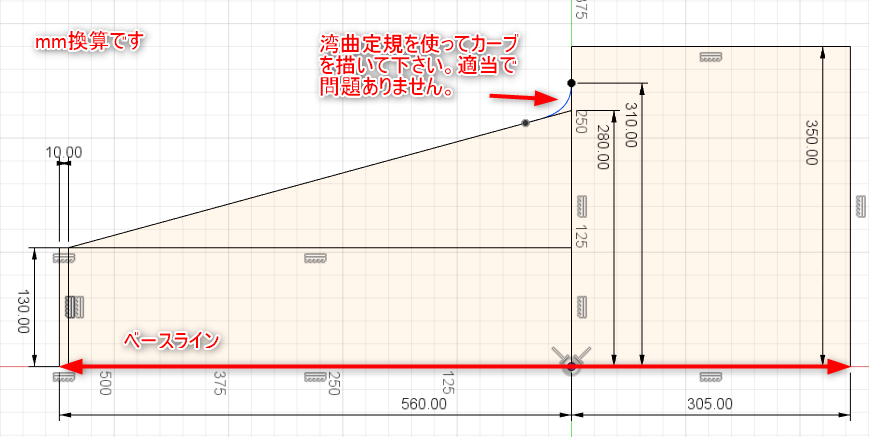 mm換算です
湾曲定規を使ってカーブ
を描いて下さい。適当で
問題ありません。
375
10.00
250
310.00
280.00
350.00
125
130.00
ベースライン
500
375
250
125
560.00
305.00